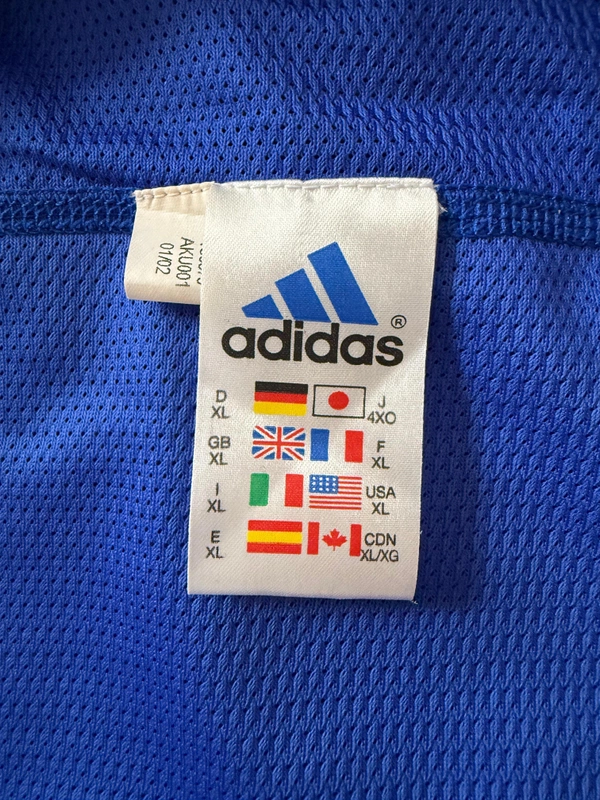 AKU001
01/02
adidas®
D
XL
J
4XO
GB
XL
F
XL
I
XL
USA
XL
E
XL
CDN
XL/XG